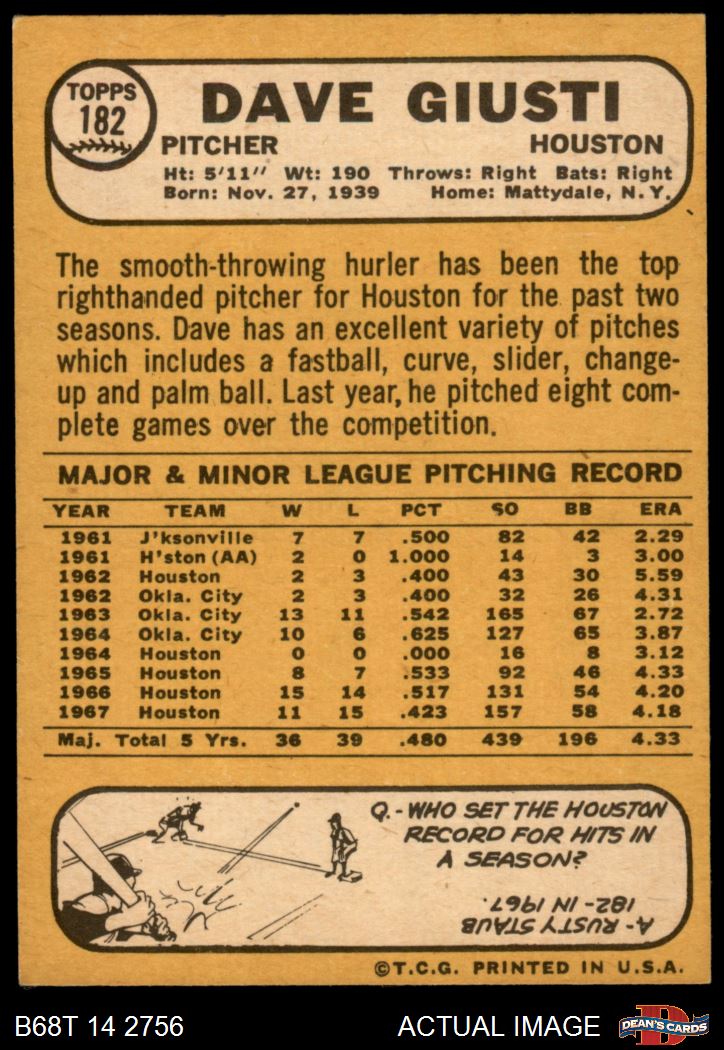 TOPPS
182
DAVE GIUSTI
PITCHER HOUSTON
Ht: 5'11" Wt: 190 Throws: Right Bats: Right
Born: Nov. 27, 1939 Home: Mattydale, N.Y.
The smooth-throwing hurler has been the top
righthanded pitcher for Houston for the past two
seasons. Dave has an excellent variety of pitches
which includes a fastball, curve, slider, change-
up and palm ball. Last year, he pitched eight com-
plete games over the competition.
MAJOR & MINOR LEAGUE PITCHING RECORD
YEAR TEAM W L PCT SO BB ERA
1961 J'ksonville 7 7 .500 82 42 2.29
1961 H'ston (AA) 2 0 1.000 14 3 3.00
1962 Houston 2 3 .400 43 30 5.59
1962 Okla. City 2 3 .400 32 26 4.31
1963 Okla. City 13 11 .542 165 67 2.72
1964 Okla. City 10 6 .625 127 65 3.87
1964 Houston 0 0 .000 16 8 3.12
1965 Houston 8 7 .533 92 46 4.33
1966 Houston 15 14 .517 131 54 4.20
1967 Houston 11 15 .423 157 58 4.18
Maj. Total 5 Yrs. 36 39 .480 439 196 4.33
Q.- WHO SET THE HOUSTON
RECORD FOR HITS IN
A SEASON?
A- RUSTY STAUB
182- IN 1967.
©T.C.G. PRINTED IN U.S.A.
B68T 14 2756 ACTUAL IMAGE
D
DEAN'S CARDS